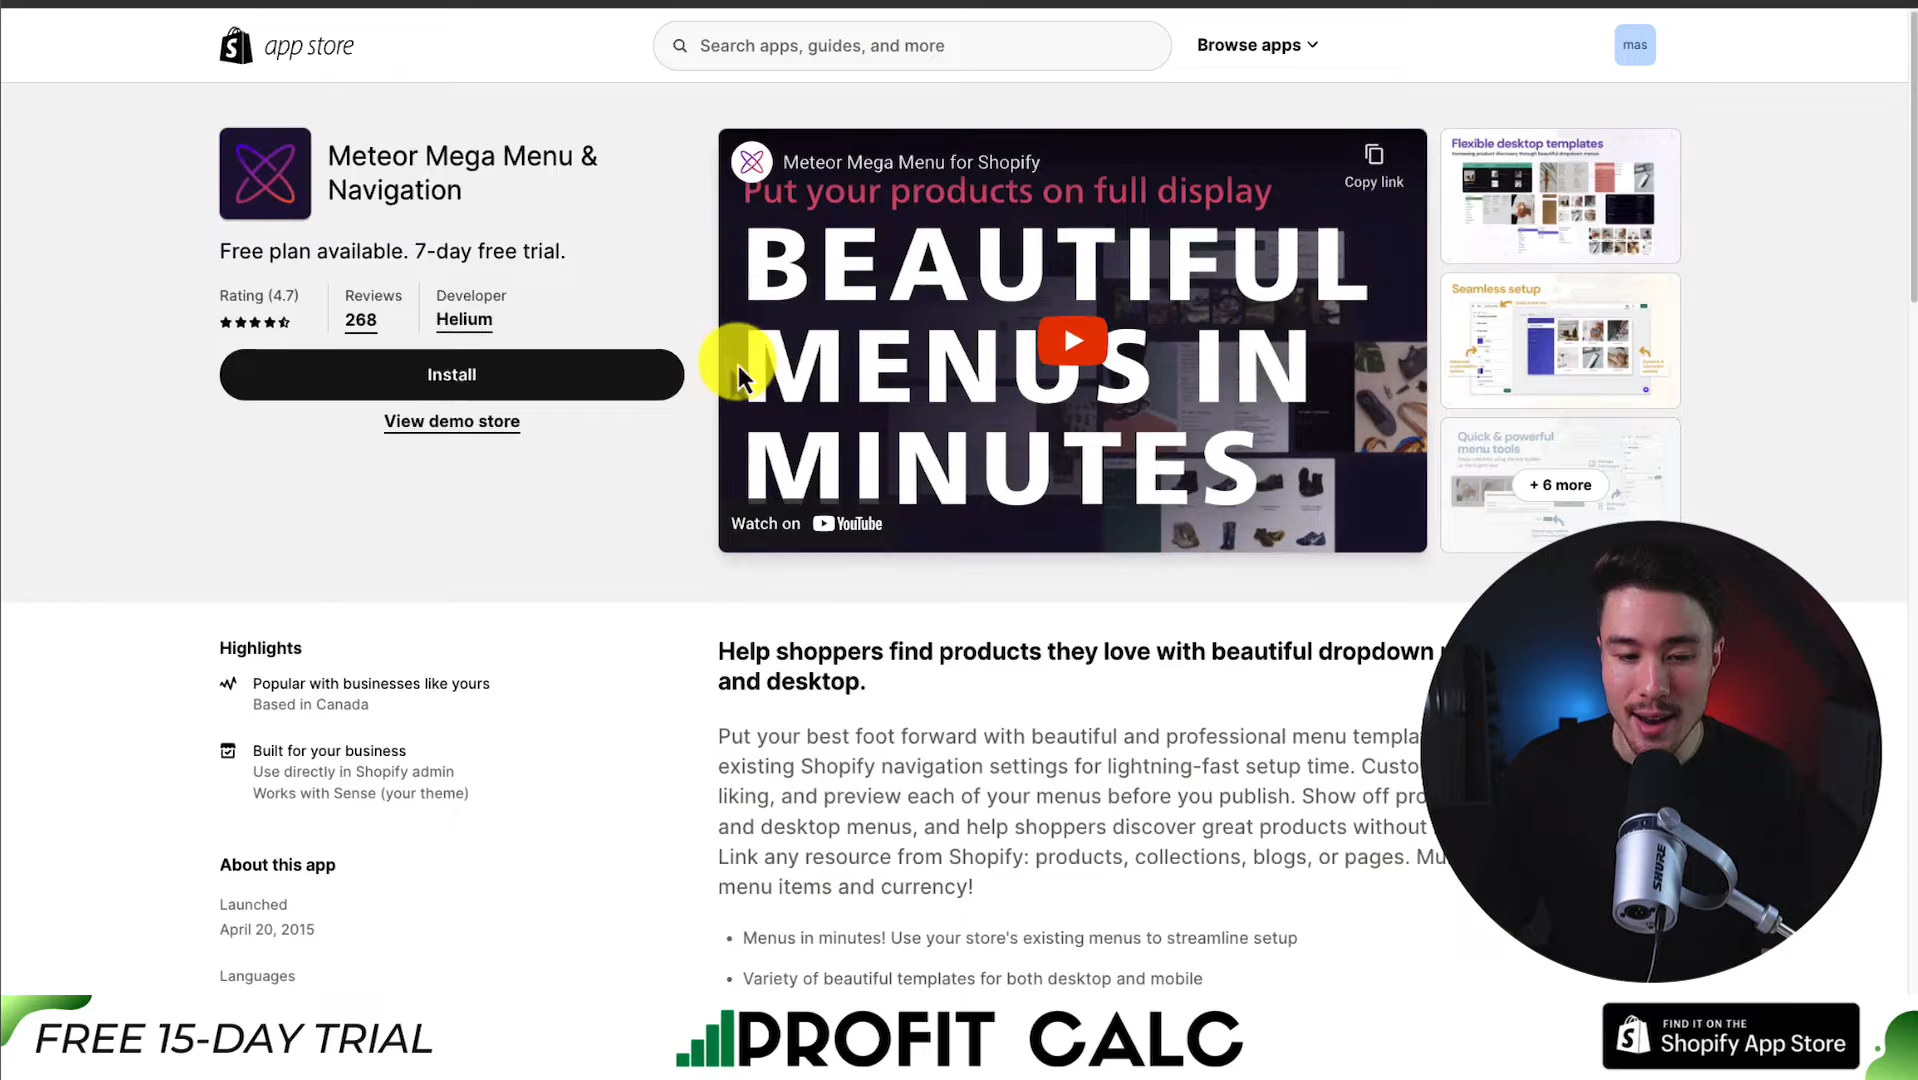 app store
Search apps, guides, and more
Browse apps
mas
Meteor Mega Menu &
Navigation
Free plan available. 7-day free trial.
Rating (4.7)
Reviews
268
Developer
Helium
Install
View demo store
Meteor Mega Menu for Shopify
Copy link
Put your products on full display
BEAUTIFUL
MENUS IN
MINUTES
Watch on YouTube
Flexible desktop templates
Increasing product discovery through beautiful dropdown menus
Seamless setup
Quick & powerful
menu tools
+ 6 more
Highlights
Popular with businesses like yours
Based in Canada
Built for your business
Use directly in Shopify admin
Works with Sense (your theme)
About this app
Launched
April 20, 2015
Languages
Help shoppers find products they love with beautiful dropdown
and desktop.
Put your best foot forward with beautiful and professional menu templa
existing Shopify navigation settings for lightning-fast setup time. Custo
liking, and preview each of your menus before you publish. Show off pro
and desktop menus, and help shoppers discover great products without
Link any resource from Shopify: products, collections, blogs, or pages. Mu
menu items and currency!
• Menus in minutes! Use your store's existing menus to streamline setup
• Variety of beautiful templates for both desktop and mobile
SHURE
FREE 15-DAY TRIAL
PROFIT CALC
FIND IT ON THE
Shopify App Store